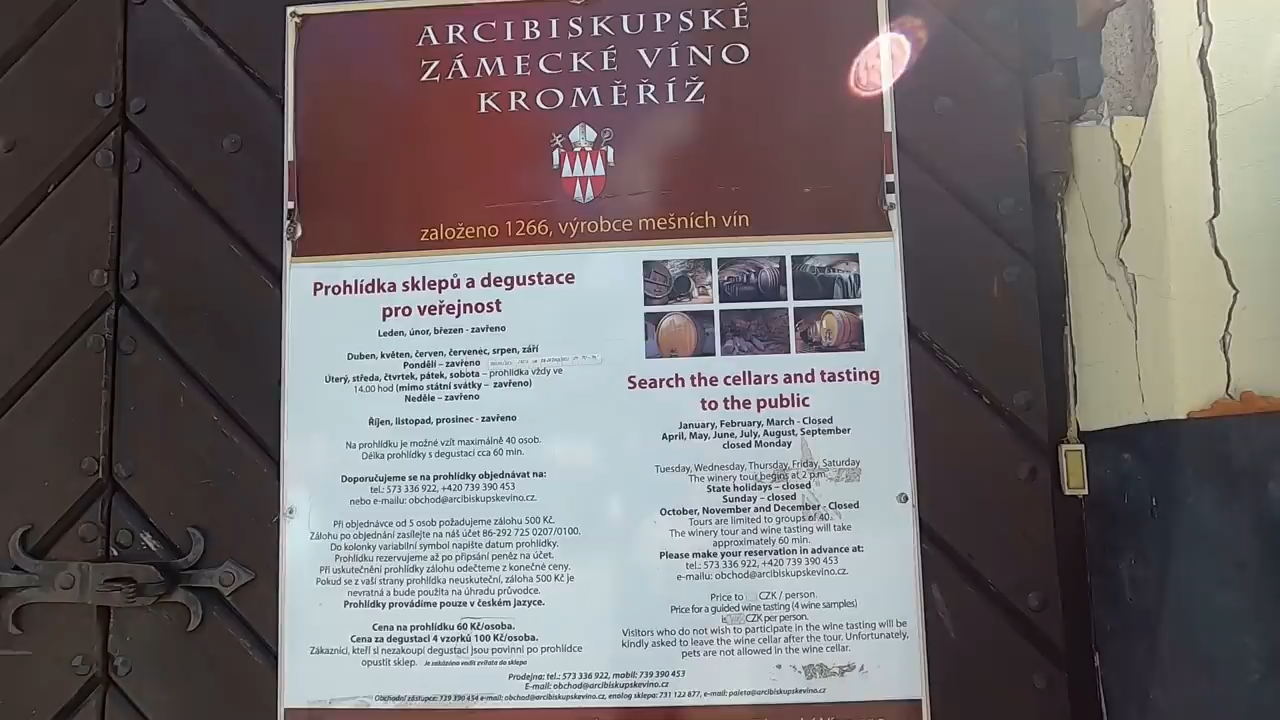 ARCIBISKUPSKÉ
ZÁMECKÉ VÍNO
KROMĚŘÍŽ
založeno 1266, výrobce mešních vín
Prohlídka sklepů a degustace
pro veřejnost
Leden, únor, březen - zavřeno
Duben, květen, červen, červenec, srpen, září
Pondělí – zavřeno
Úterý, středa, čtvrtek, pátek, sobota – prohlídka vždy ve
14.00 hod (mimo státní svátky – zavřeno)
Neděle – zavřeno
Říjen, listopad, prosinec - zavřeno
Na prohlídku je možné vzít maximálně 40 osob.
Délka prohlídky s degustací cca 60 min.
Doporučujeme se na prohlídky objednávat na:
tel.: 573 336 922, +420 739 390 453
nebo e-mailu: obchod@arcibiskupskevino.cz.
Při objednávce od 5 osob požadujeme zálohu 500 Kč.
Zálohu po objednání zasílejte na náš účet 86-292 725 0207/0100.
Do kolonky variabilní symbol napište datum prohlídky.
Prohlídku rezervujeme až po připsání peněz na účet.
Při uskutečnění prohlídky zálohu odečteme z konečné ceny.
Pokud se z vaší strany prohlídka neuskuteční, záloha 500 Kč je
nevratná a bude použita na úhradu průvodce.
Prohlídky provádíme pouze v českém jazyce.
Cena na prohlídku 60 Kč/osoba.
Cena za degustaci 4 vzorků 100 Kč/osoba.
Zákazníci, kteří si nezakoupí degustaci jsou povinni po prohlídce
opustit sklep. Je zakázáno vodit zvířata do sklepa
Search the cellars and tasting
to the public
January, February, March - Closed
April, May, June, July, August, September
closed Monday
Tuesday, Wednesday, Thursday, Friday, Saturday
The winery tour begins at 2 p.m.
State holidays – closed
Sunday – closed
October, November and December - Closed
Tours are limited to groups of 40.
The winery tour and wine tasting will take
approximately 60 min.
Please make your reservation in advance at:
tel.: 573 336 922, +420 739 390 453
e-mailu: obchod@arcibiskupskevino.cz.
Price to CZK / person.
Price for a guided wine tasting (4 wine samples)
is CZK per person.
Visitors who do not wish to participate in the wine tasting will be
kindly asked to leave the wine cellar after the tour. Unfortunately,
pets are not allowed in the wine cellar.
Prodejna: tel.: 573 336 922, mobil: 739 390 453
E-mail: obchod@arcibiskupskevino.cz
Obchodní zástupce: 739 390 454 e-mail: obchod@arcibiskupskevino.cz, enolog sklepa: 731 122 877, e-mail: paleta@arcibiskupskevino.cz